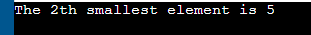 The 2th smallest element is 5